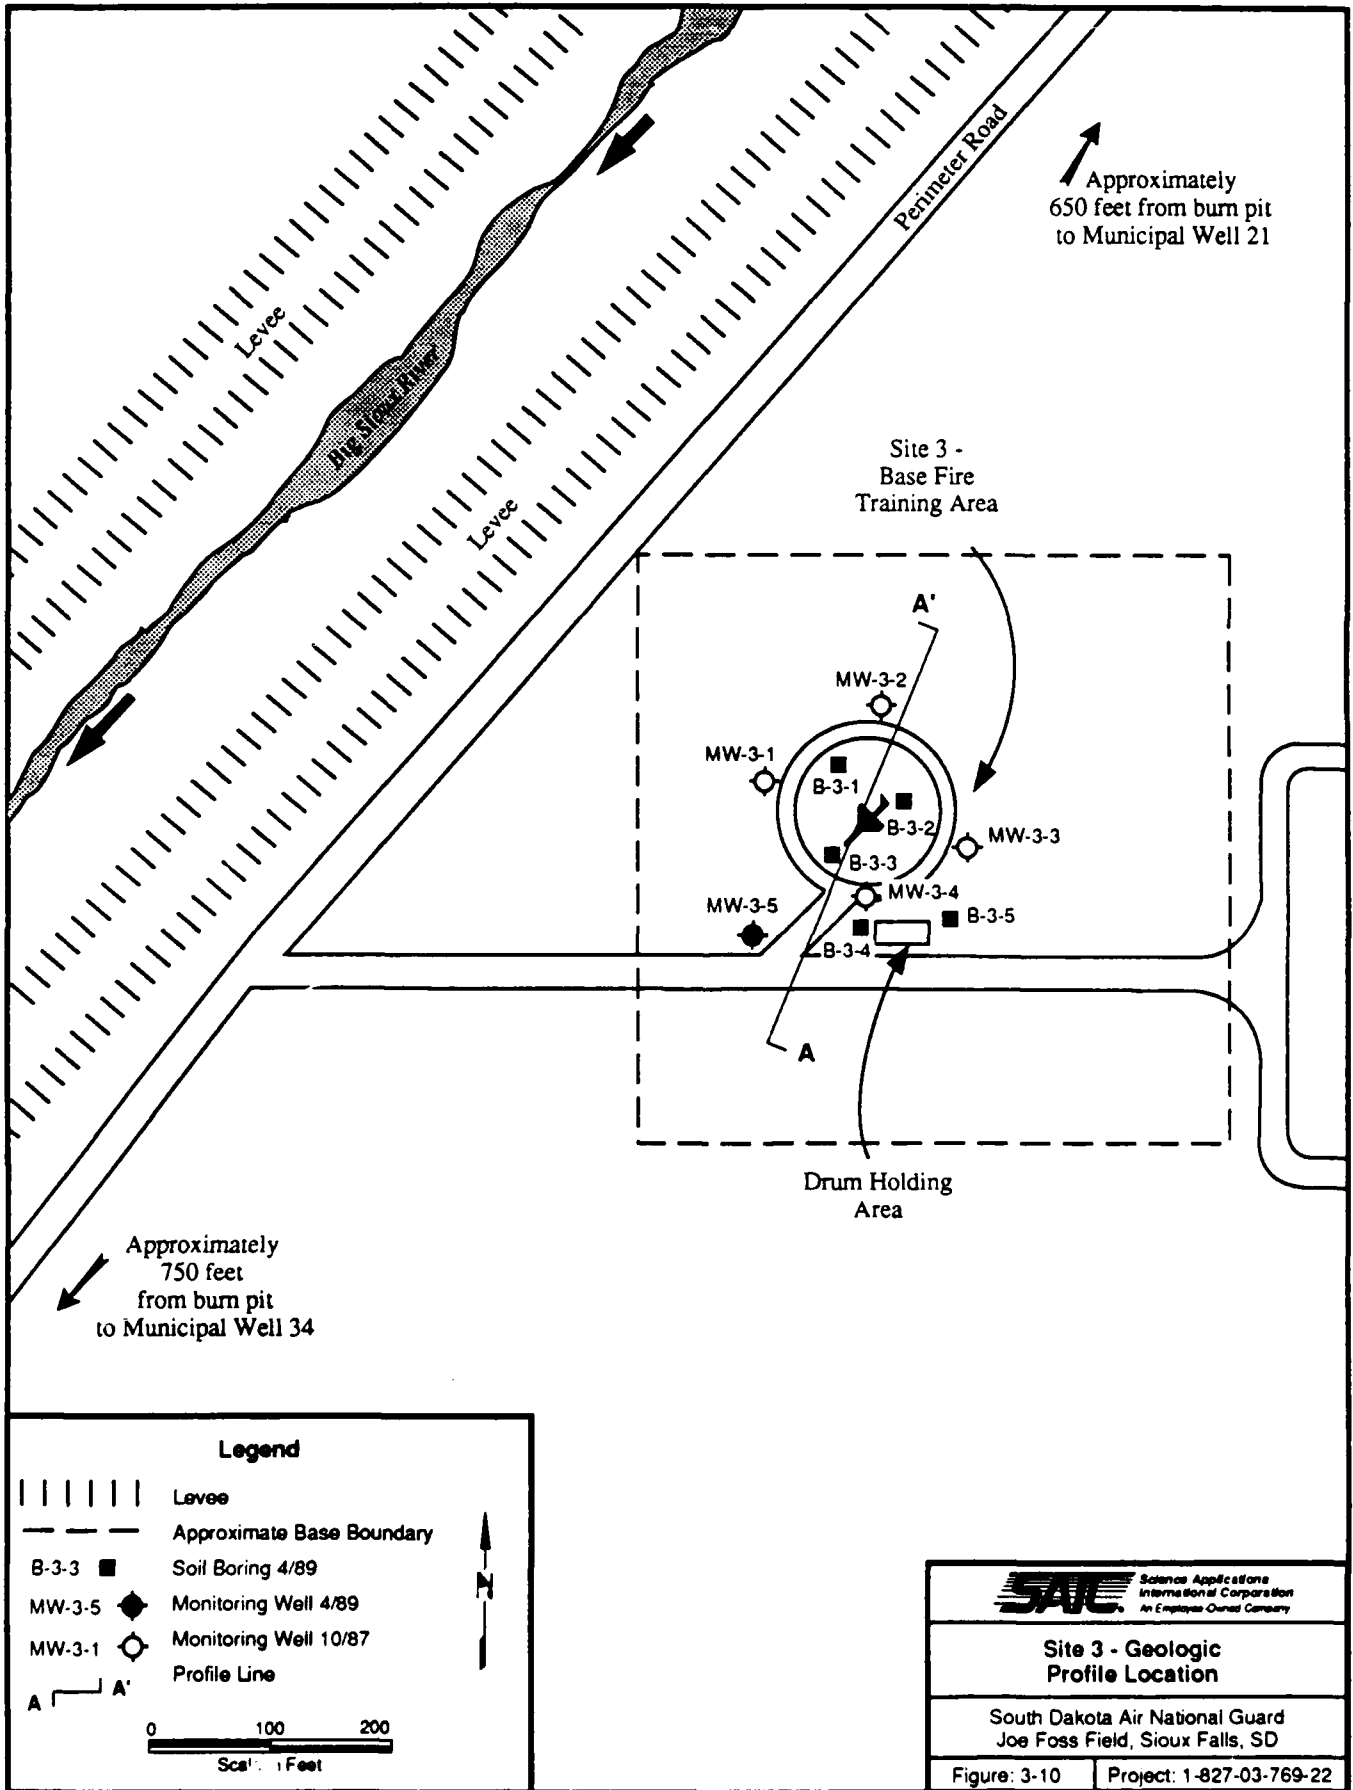 Perimeter Road
Approximately
650 feet from burn pit
to Municipal Well 21
Levee
Big Sioux River
Levee
Site 3 -
Base Fire
Training Area
A'
MW-3-2
MW-3-1
B-3-1
B-3-2
MW-3-3
B-3-3
MW-3-4
MW-3-5
B-3-5
B-3-4
A
Drum Holding
Area
Approximately
750 feet
from burn pit
to Municipal Well 34
Legend
Levee
Approximate Base Boundary
B-3-3 Soil Boring 4/89
MW-3-5 Monitoring Well 4/89
MW-3-1 Monitoring Well 10/87
A A' Profile Line
N
0 100 200
Feet
SAIC
Science Applications
International Corporation
An Employee-Owned Company
Site 3 - Geologic
Profile Location
South Dakota Air National Guard
Joe Foss Field, Sioux Falls, SD
Figure: 3-10 Project: 1-827-03-769-22